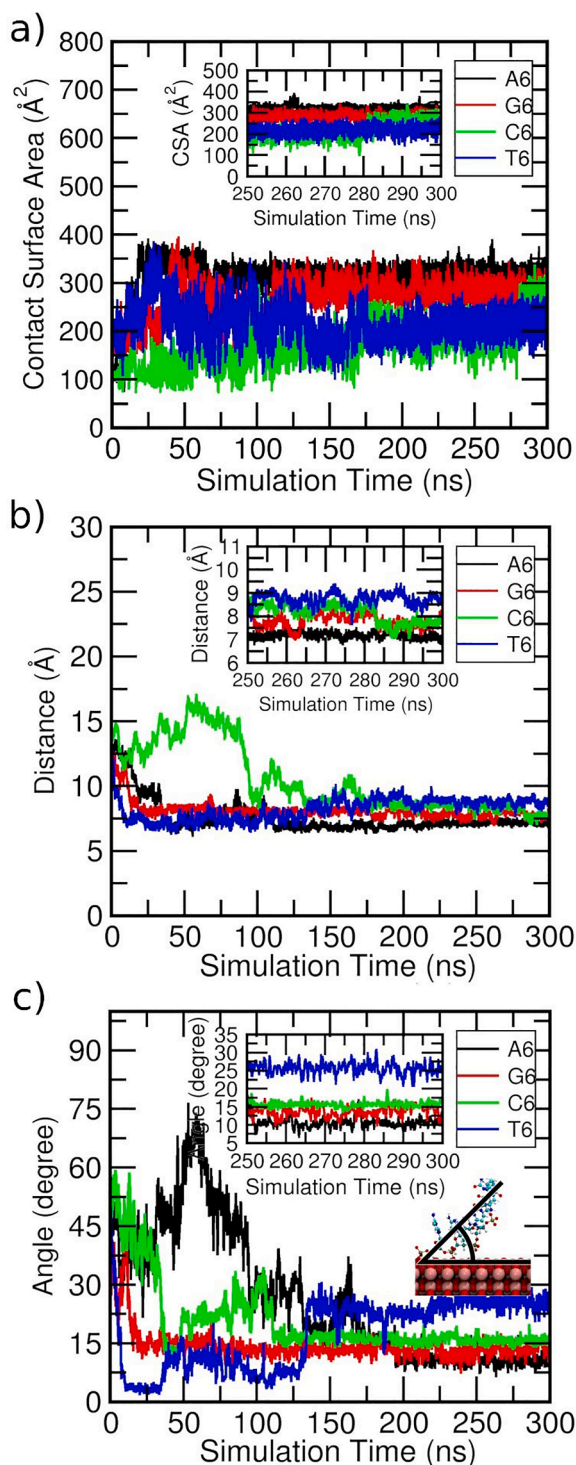 a)
800
700
600
500
400
300
200
100
0
Contact Surface Area (Å²)
500
400
300
200
100
0
CSA (Å²)
250 260 270 280 290 300
Simulation Time (ns)
A6
G6
C6
T6
0 50 100 150 200 250 300
Simulation Time (ns)
b)
30
25
20
15
10
5
0
Distance (Å)
11
10
9
8
7
6
Distance (Å)
250 260 270 280 290 300
Simulation Time (ns)
A6
G6
C6
T6
0 50 100 150 200 250 300
Simulation Time (ns)
c)
90
75
60
45
30
15
0
Angle (degree)
35
30
25
20
15
10
5
Angle (degree)
250 260 270 280 290 300
Simulation Time (ns)
A6
G6
C6
T6
0 50 100 150 200 250 300
Simulation Time (ns)